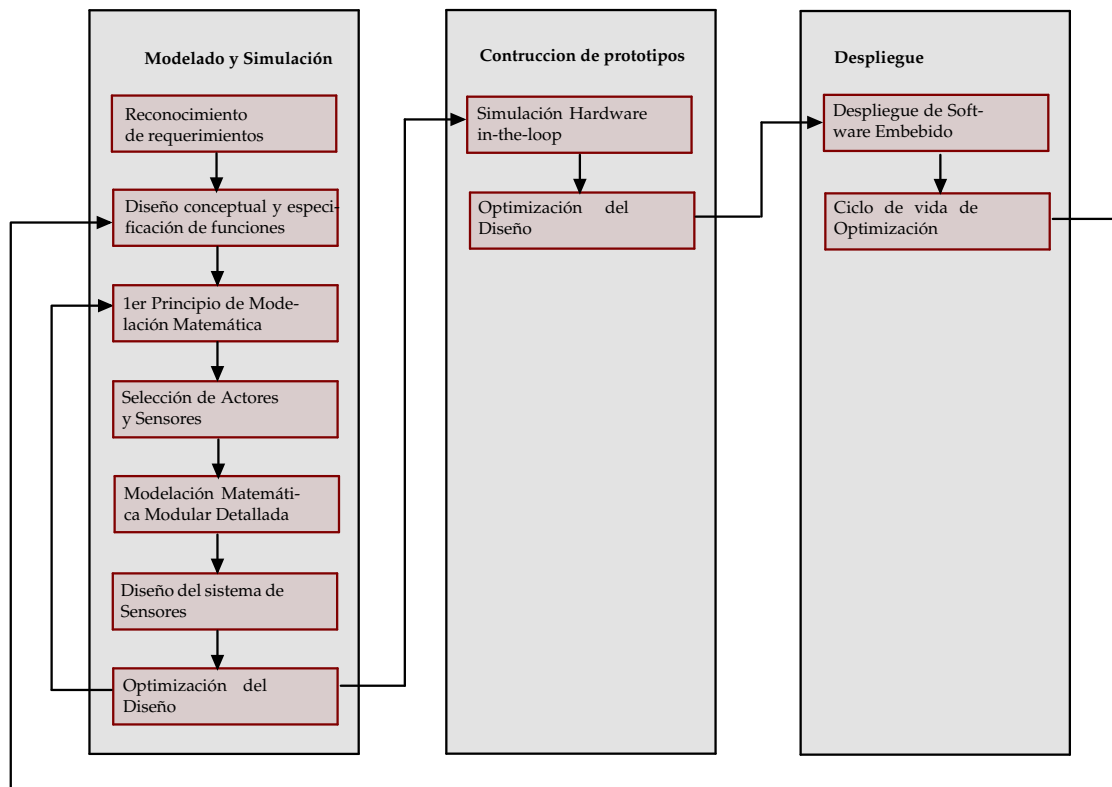 Modelado y Simulación
Reconocimiento
de requerimientos
Diseño conceptual y especi-
ficación de funciones
1er Principio de Mode-
lación Matemática
Selección de Actores
y Sensores
Modelación Matemáti-
ca Modular Detallada
Diseño del sistema de
Sensores
Optimización del
Diseño
Contruccion de prototipos
Simulación Hardware
in-the-loop
Optimización del
Diseño
Despliegue
Despliegue de Soft-
ware Embebido
Ciclo de vida de
Optimización